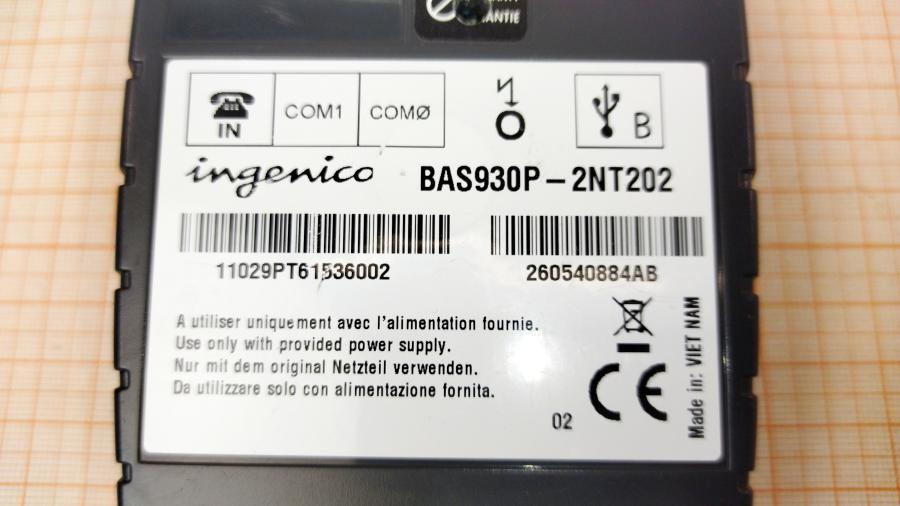 ANTIE
IN
COM1
COMØ
B
ingenico
BAS930P-2NT202
11029PT61536002
260540884AB
A utiliser uniquement avec l'alimentation fournie.
Use only with provided power supply.
Nur mit dem original Netzteil verwenden.
Da utilizzare solo con alimentazione fornita.
02
CE
Made in: VIET NAM